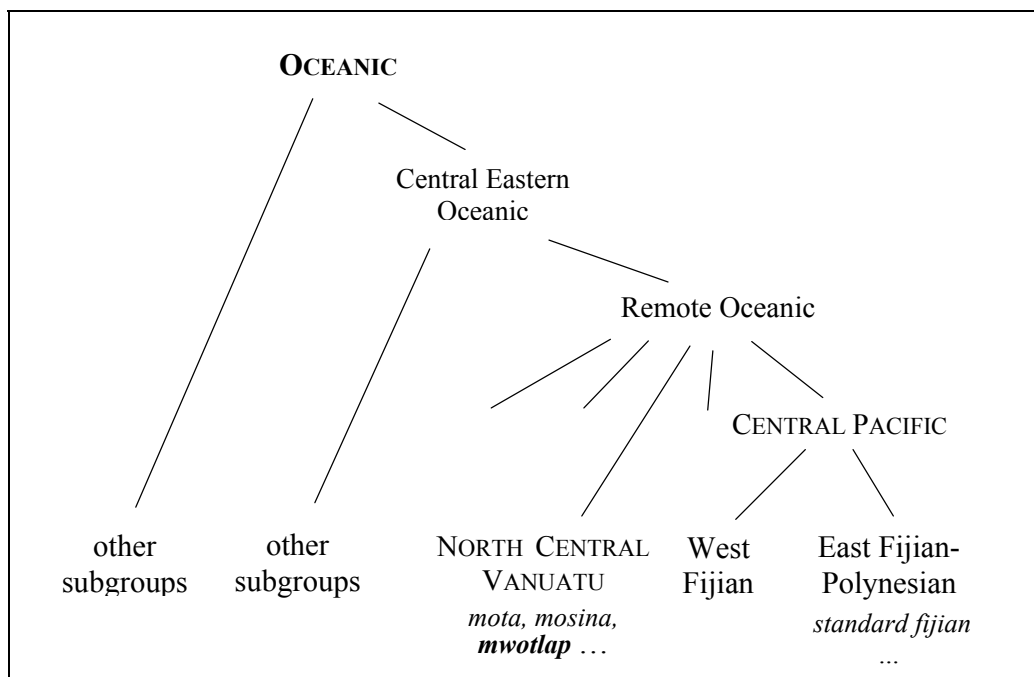 OCEANIC
Central Eastern
Oceanic
Remote Oceanic
CENTRAL PACIFIC
other
subgroups
other
subgroups
NORTH CENTRAL
VANUATU
mota, mosina,
mwotlap …
West
Fijian
East Fijian-
Polynesian
standard fijian
...